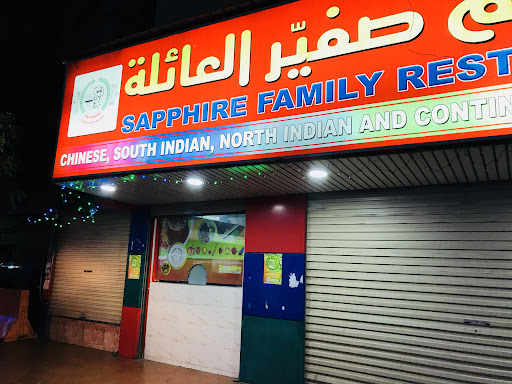 م صفير العائلة
SAPPHIRE FAMILY REST
CHINESE, SOUTH INDIAN, NORTH INDIAN AND CONTIN